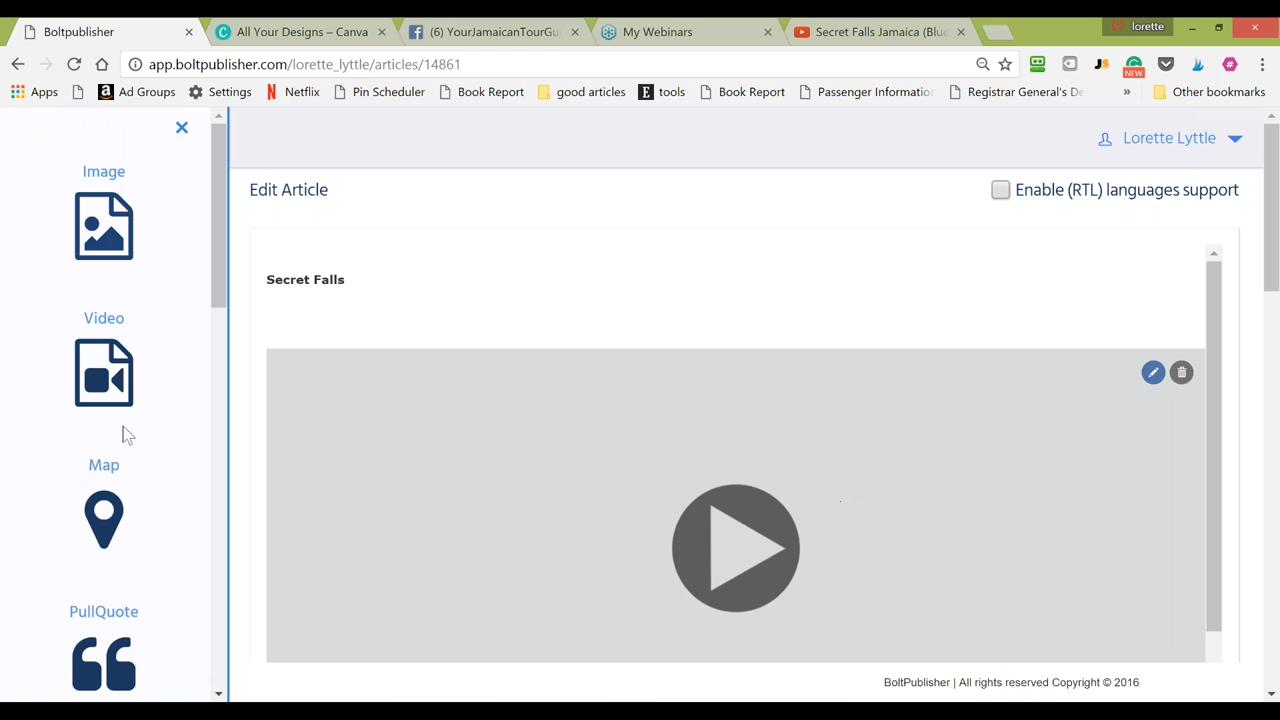 Boltpublisher
All Your Designs – Canva
(6) YourJamaicanTourGui
My Webinars
Secret Falls Jamaica (Blue
lorette
app.boltpublisher.com/lorette_lyttle/articles/14861
JS
NEW
#
Apps
Ad Groups
Settings
Netflix
Pin Scheduler
Book Report
good articles
tools
Book Report
Passenger Informatio
Registrar General's De
»
Other bookmarks
Lorette Lyttle
Image
Edit Article
Enable (RTL) languages support
Secret Falls
Video
Map
PullQuote
BoltPublisher | All rights reserved Copyright © 2016